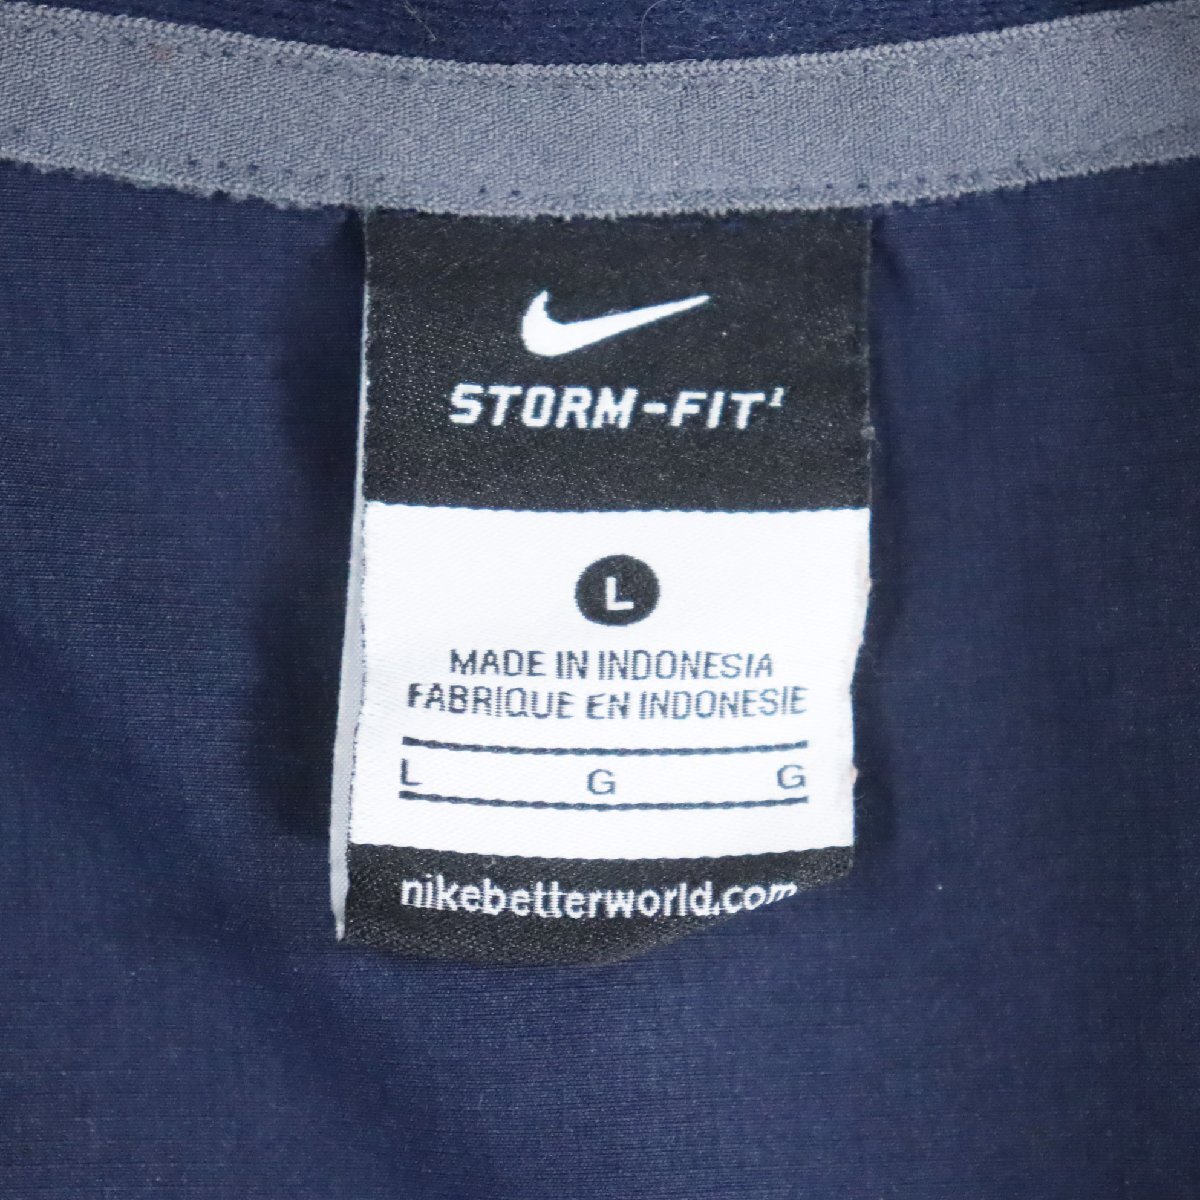 STORM-FIT¹
L
MADE IN INDONESIA
FABRIQUE EN INDONESIE
L G G
nikebetterworld.com